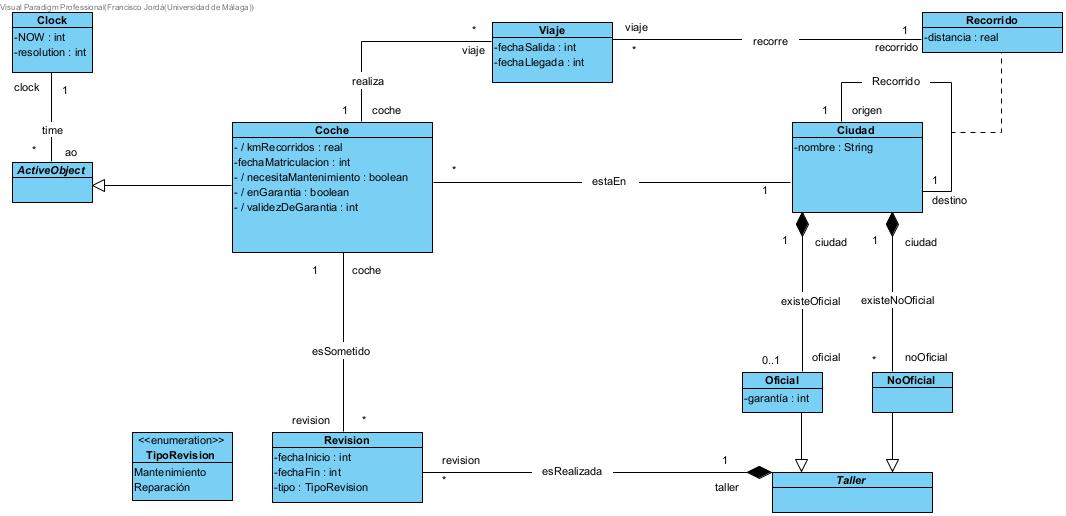 Visual Paradigm Professional(Francisco Jordá(Universidad de Málaga))
Clock
-NOW : int
-resolution : int
clock
1
time
*
ao
ActiveObject
Viaje
-fechaSalida : int
-fechaLlegada : int
*
viaje
realiza
1
coche
viaje
*
recorre
1
recorrido
Recorrido
-distancia : real
Recorrido
1
origen
1
destino
Coche
- / kmRecorridos : real
-fechaMatriculacion : int
- / necesitaMantenimiento : boolean
- / enGarantia : boolean
- / validezDeGarantia : int
*
estaEn
1
Ciudad
-nombre : String
1
ciudad
1
ciudad
existeOficial
existeNoOficial
0..1
oficial
*
noOficial
Oficial
-garantía : int
NoOficial
1
coche
esSometido
revision
*
<<enumeration>>
TipoRevision
Mantenimiento
Reparación
Revision
-fechaInicio : int
-fechaFin : int
-tipo : TipoRevision
revision
*
esRealizada
1
taller
Taller